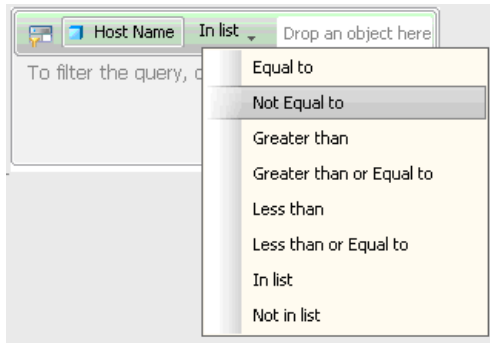 Host Name In list Drop an object here
To filter the query,
Equal to
Not Equal to
Greater than
Greater than or Equal to
Less than
Less than or Equal to
In list
Not in list